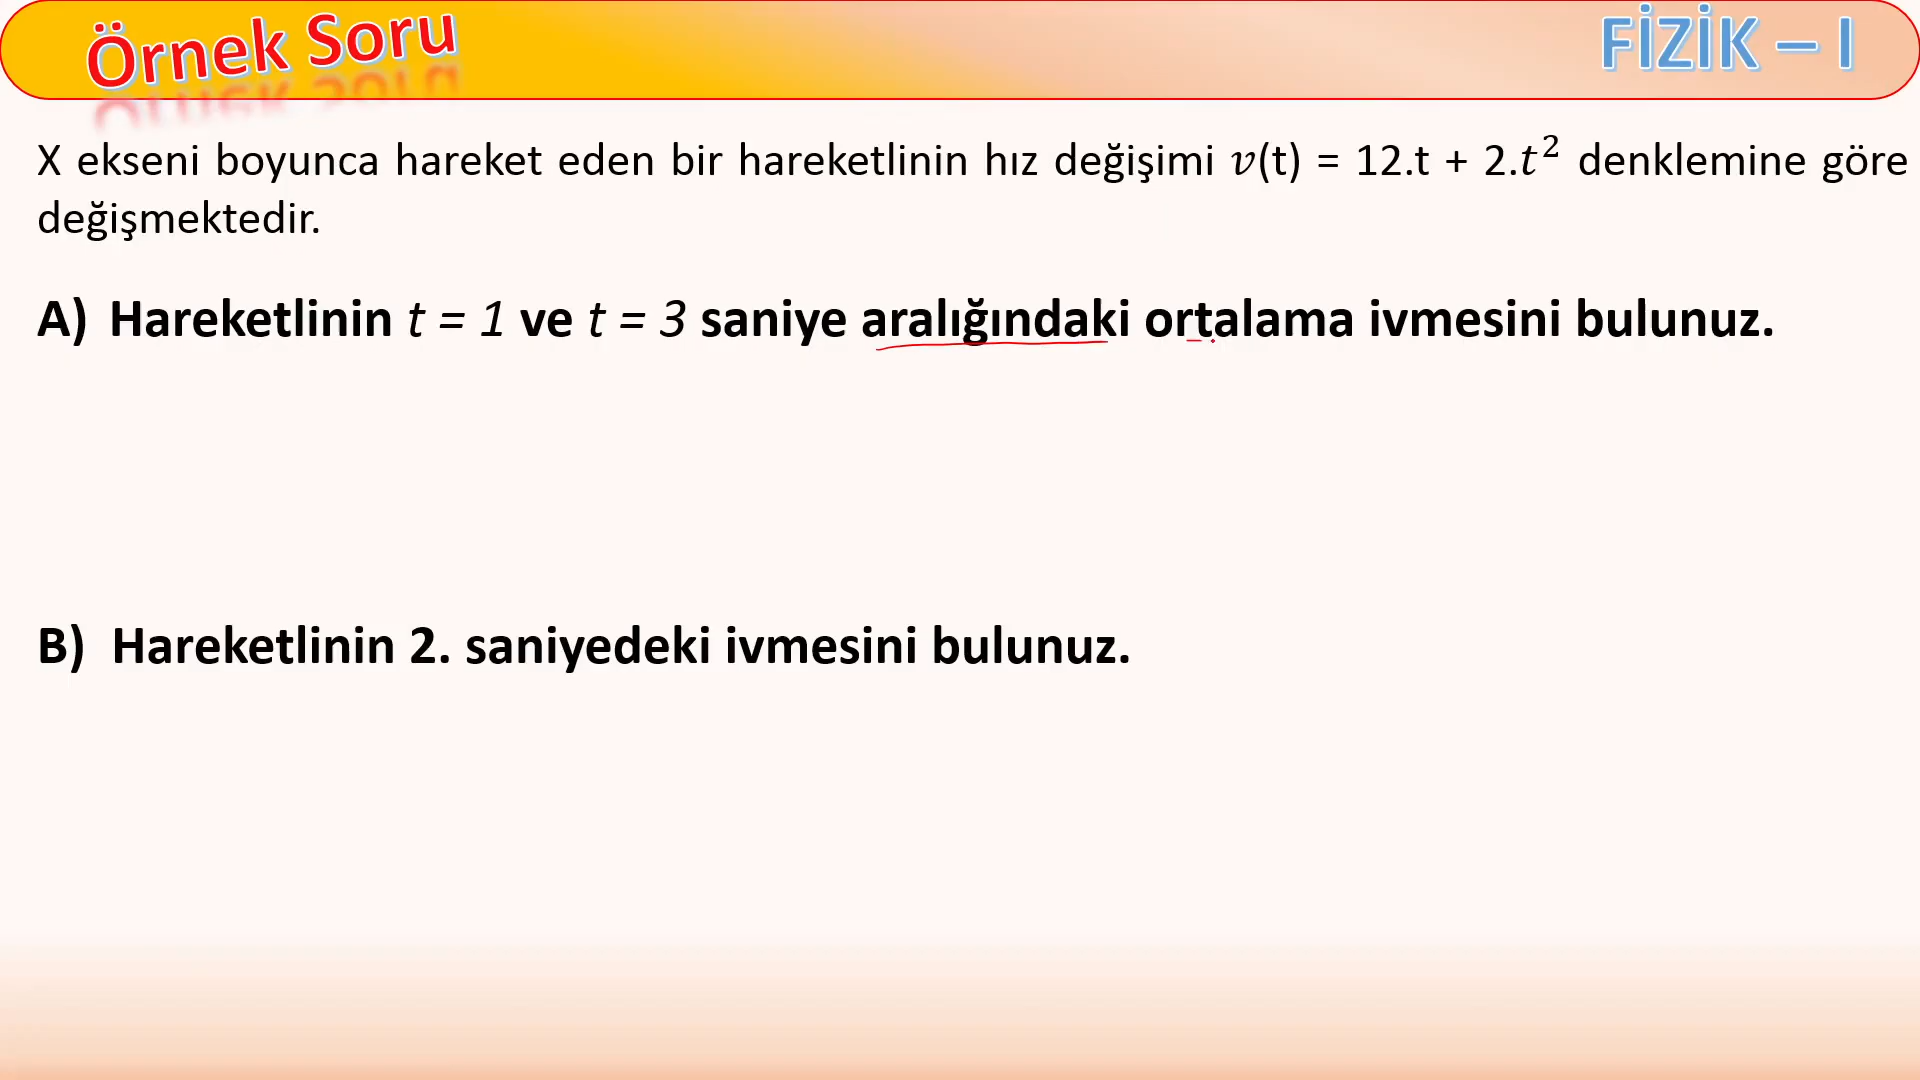 Örnek Soru
FİZİK – I
X ekseni boyunca hareket eden bir hareketlinin hız değişimi 𝑣(t) = 12.t + 2.𝑡² denklemine göre
değişmektedir.
A) Hareketlinin t = 1 ve t = 3 saniye aralığındaki ortalama ivmesini bulunuz.
B) Hareketlinin 2. saniyedeki ivmesini bulunuz.